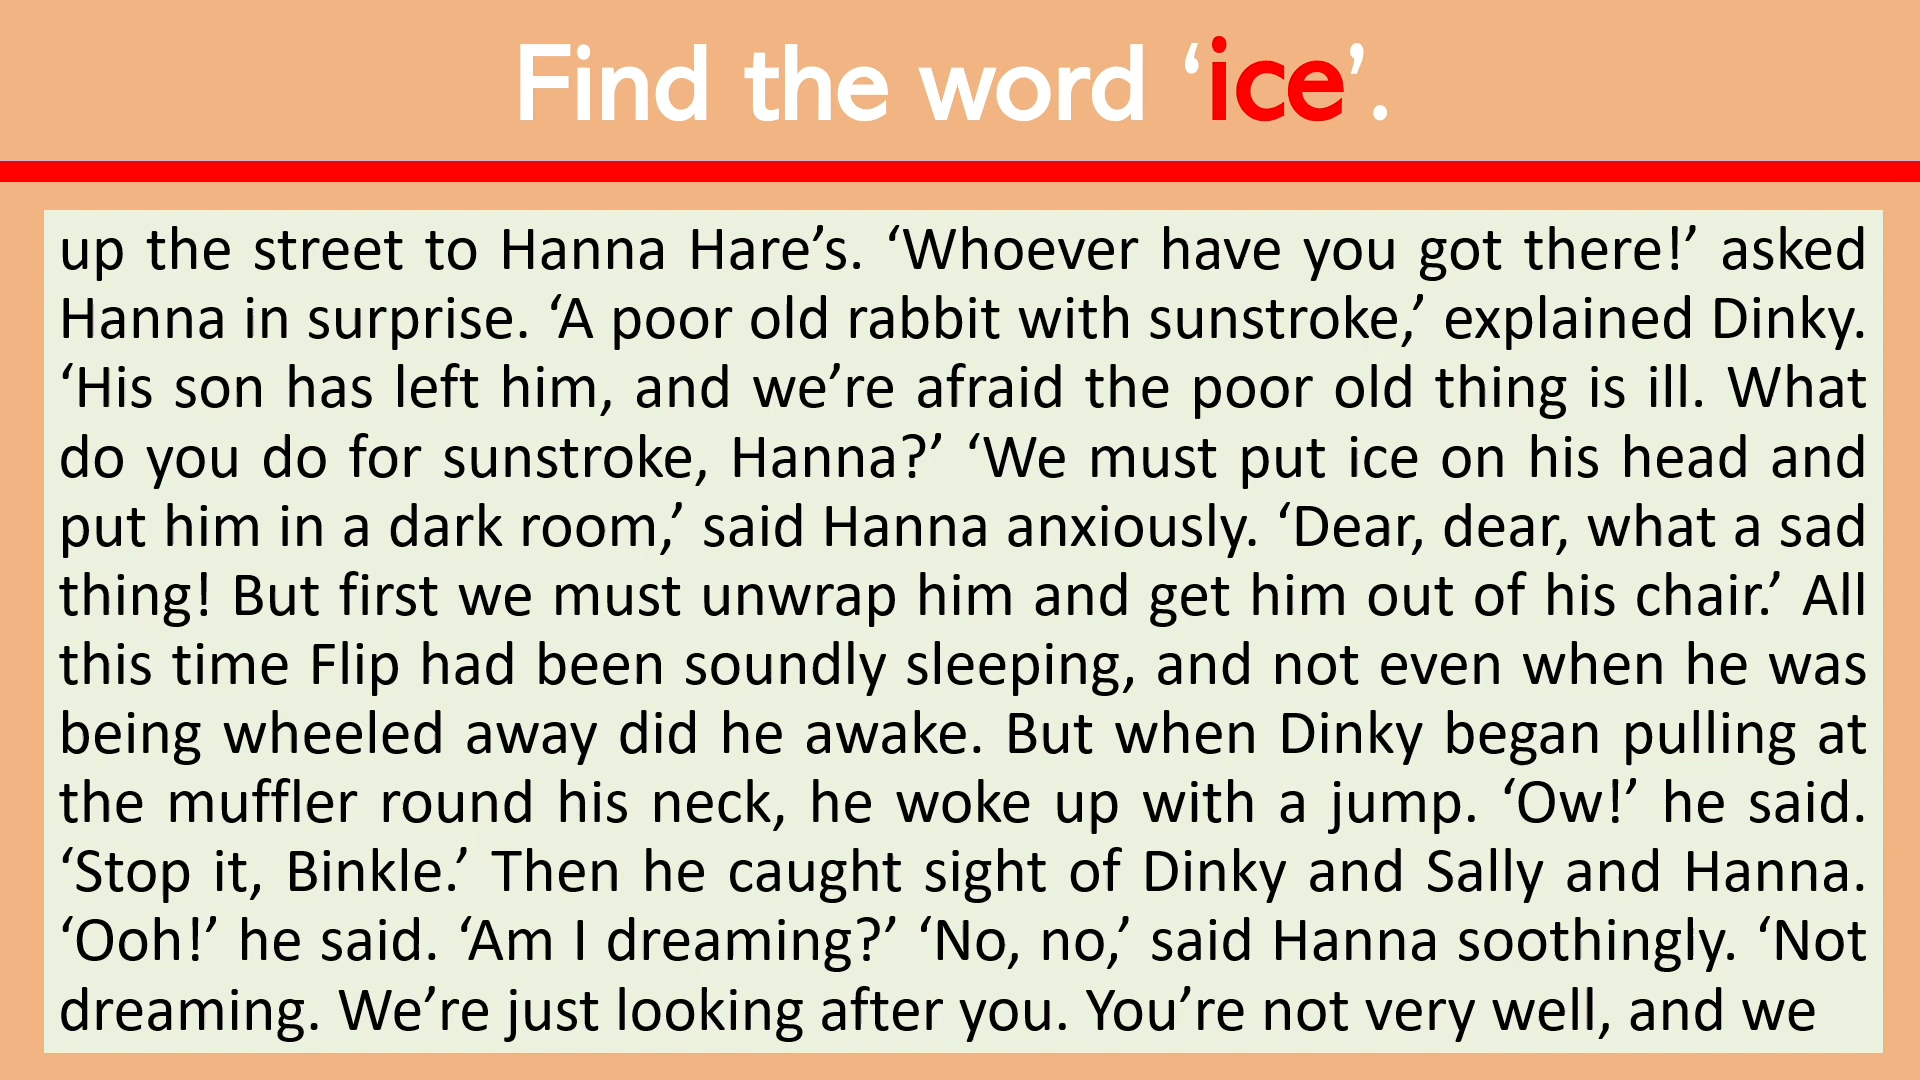 Find the word ‘ice’.
up the street to Hanna Hare’s. ‘Whoever have you got there!’ asked
Hanna in surprise. ‘A poor old rabbit with sunstroke,’ explained Dinky.
‘His son has left him, and we’re afraid the poor old thing is ill. What
do you do for sunstroke, Hanna?’ ‘We must put ice on his head and
put him in a dark room,’ said Hanna anxiously. ‘Dear, dear, what a sad
thing! But first we must unwrap him and get him out of his chair.’ All
this time Flip had been soundly sleeping, and not even when he was
being wheeled away did he awake. But when Dinky began pulling at
the muffler round his neck, he woke up with a jump. ‘Ow!’ he said.
‘Stop it, Binkle.’ Then he caught sight of Dinky and Sally and Hanna.
‘Ooh!’ he said. ‘Am I dreaming?’ ‘No, no,’ said Hanna soothingly. ‘Not
dreaming. We’re just looking after you. You’re not very well, and we